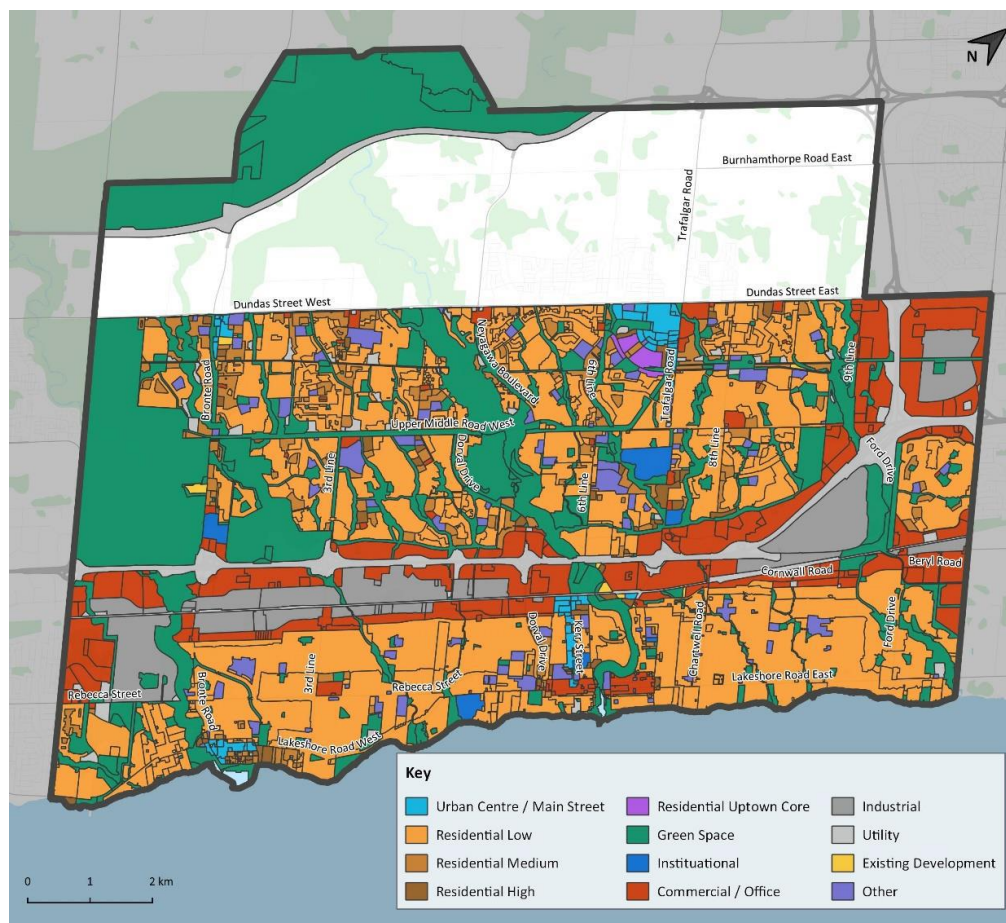 N
Burnhamthorpe Road East
Trafalgar Road
Dundas Street West
Dundas Street East
Neyagawa Boulevard
Bronte Road
6th Line
Trafalgar Road
9th Line
Upper Middle Road West
Dorval Drive
3rd Line
6th Line
8th Line
Ford Drive
Cornwall Road
Beryl Road
Rebecca Street
Bronte Road
3rd Line
Rebecca Street
Dorval Drive
Kerr Street
Chartwell Road
Ford Drive
Lakeshore Road East
Lakeshore Road West
Key
Urban Centre / Main Street
Residential Low
Residential Medium
Residential High
Residential Uptown Core
Green Space
Instituational
Commercial / Office
Industrial
Utility
Existing Development
Other
0 1 2 km